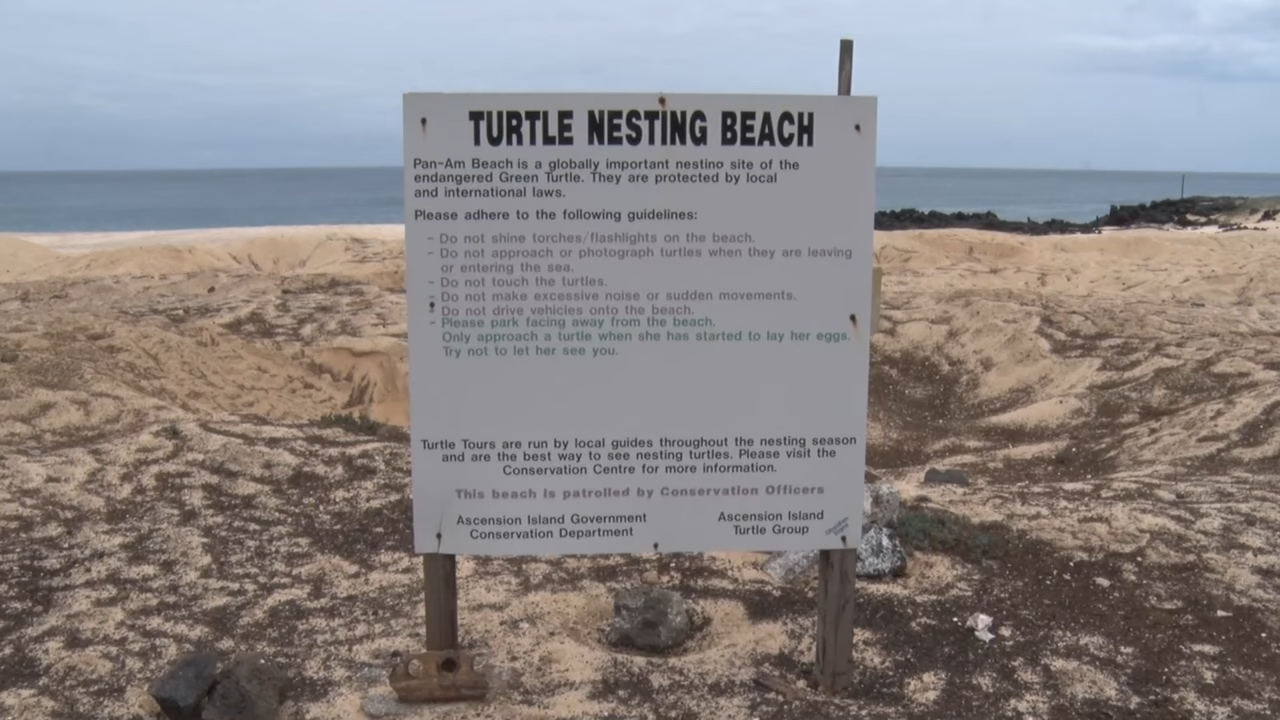 TURTLE NESTING BEACH
Pan-Am Beach is a globally important nesting site of the
endangered Green Turtle. They are protected by local
and international laws.
Please adhere to the following guidelines:
- Do not shine torches/flashlights on the beach.
- Do not approach or photograph turtles when they are leaving
or entering the sea.
- Do not touch the turtles.
- Do not make excessive noise or sudden movements.
Do not drive vehicles onto the beach.
- Please park facing away from the beach.
Only approach a turtle when she has started to lay her eggs.
Try not to let her see you.
Turtle Tours are run by local guides throughout the nesting season
and are the best way to see nesting turtles. Please visit the
Conservation Centre for more information.
This beach is patrolled by Conservation Officers
Ascension Island Government
Conservation Department
Ascension Island
Turtle Group